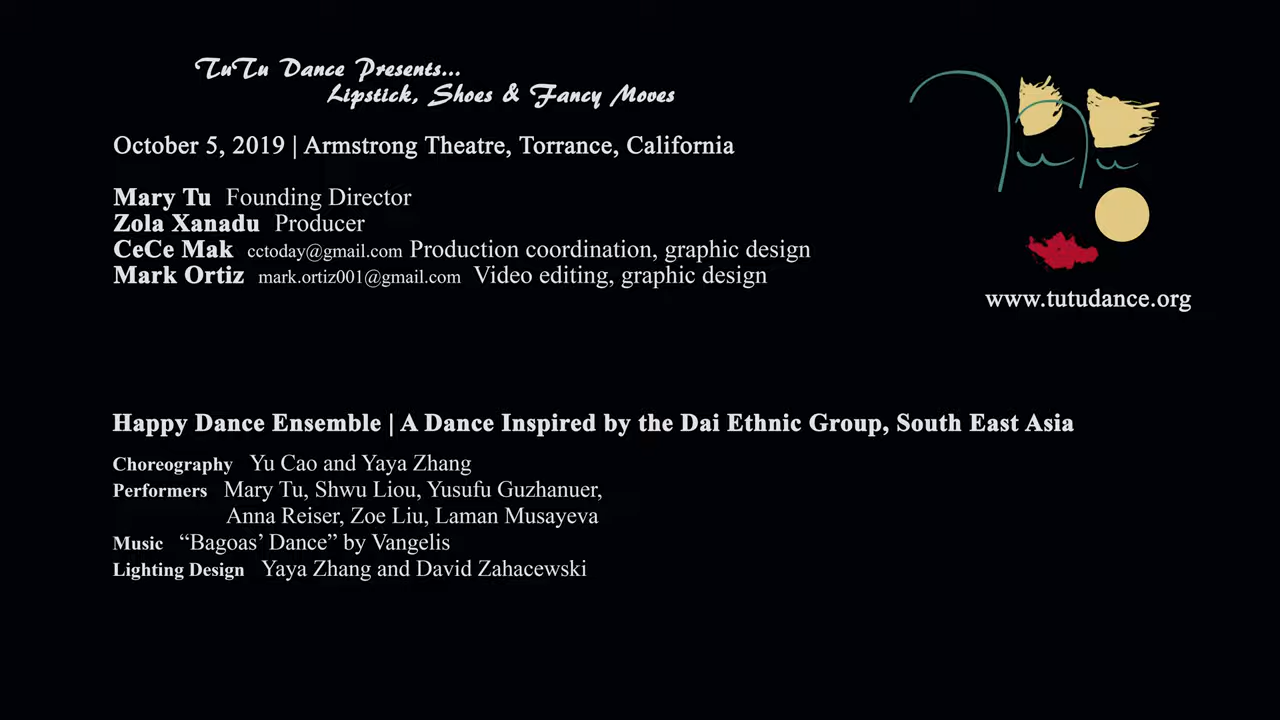 TuTu Dance Presents...
Lipstick, Shoes & Fancy Moves
October 5, 2019 | Armstrong Theatre, Torrance, California
Mary Tu Founding Director
Zola Xanadu Producer
CeCe Mak cctoday@gmail.com Production coordination, graphic design
Mark Ortiz mark.ortiz001@gmail.com Video editing, graphic design
www.tutudance.org
Happy Dance Ensemble | A Dance Inspired by the Dai Ethnic Group, South East Asia
Choreography Yu Cao and Yaya Zhang
Performers Mary Tu, Shwu Liou, Yusufu Guzhanuer,
Anna Reiser, Zoe Liu, Laman Musayeva
Music “Bagoas’ Dance” by Vangelis
Lighting Design Yaya Zhang and David Zahacewski